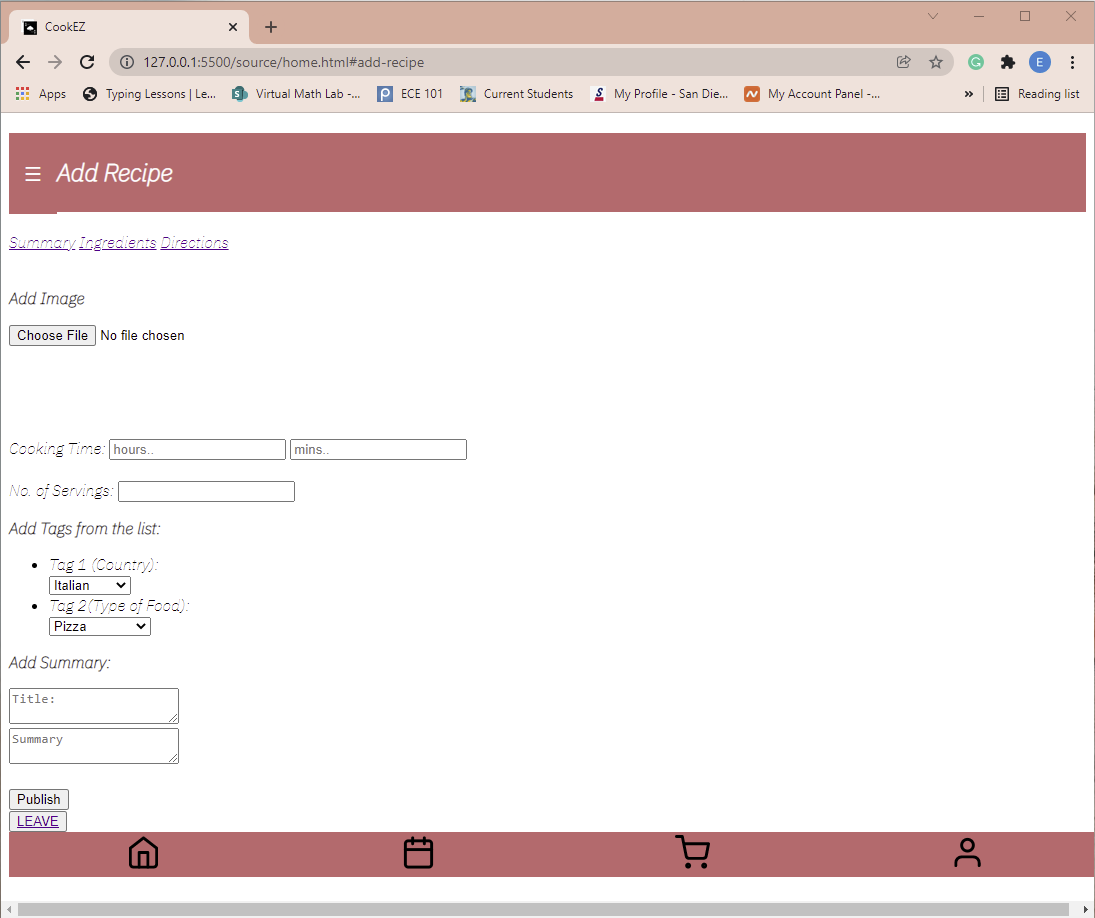 CookEZ
127.0.0.1:5500/source/home.html#add-recipe
E
Apps Typing Lessons | Le... Virtual Math Lab -... ECE 101 Current Students My Profile - San Die... My Account Panel -... » Reading list
☰ Add Recipe
Summary Ingredients Directions
Add Image
Choose File No file chosen
Cooking Time: hours.. mins..
No. of Servings:
Add Tags from the list:
• Tag 1 (Country):
Italian
• Tag 2(Type of Food):
Pizza
Add Summary:
Title:
Summary
Publish
LEAVE